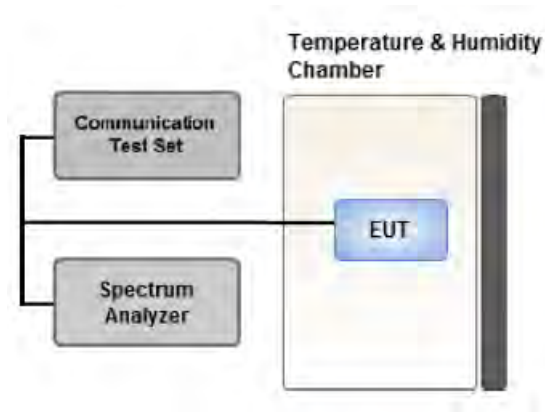 Temperature & Humidity
Chamber
Communication
Test Set
EUT
Spectrum
Analyzer